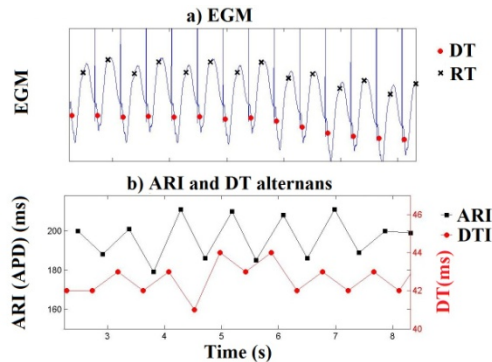 a) EGM
EGM
DT
RT
b) ARI and DT alternans
ARI (APD) (ms)
200
180
160
46
44
42
40
DT(ms)
ARI
DTI
3 4 5 6 7 8
Time (s)